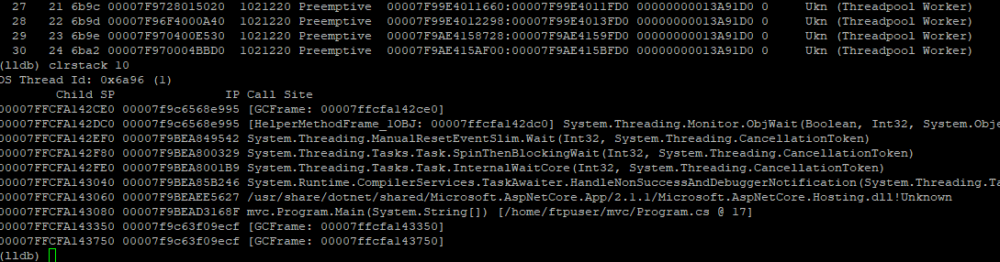 27 21 6b9c 00007F9728015020 1021220 Preemptive 00007F99E4011660:00007F99E4011FD0 00000000013A91D0 0 Ukn (Threadpool Worker)
28 22 6b9d 00007F96F4000A40 1021220 Preemptive 00007F99E4012298:00007F99E4013FD0 00000000013A91D0 0 Ukn (Threadpool Worker)
29 23 6b9e 00007F970400E530 1021220 Preemptive 00007F9AE4158728:00007F9AE4159FD0 00000000013A91D0 0 Ukn (Threadpool Worker)
30 24 6ba2 00007F970004BBD0 1021220 Preemptive 00007F9AE415AF00:00007F9AE415BFD0 00000000013A91D0 0 Ukn (Threadpool Worker)
(lldb) clrstack 10
OS Thread Id: 0x6a96 (1)
Child SP IP Call Site
00007FFCFA142CE0 00007f9c6568e995 [GCFrame: 00007ffcfa142ce0]
00007FFCFA142DC0 00007f9c6568e995 [HelperMethodFrame_1OBJ: 00007ffcfa142dc0] System.Threading.Monitor.ObjWait(Boolean, Int32, System.Obje
00007FFCFA142EF0 00007F9BEA849542 System.Threading.ManualResetEventSlim.Wait(Int32, System.Threading.CancellationToken)
00007FFCFA142F80 00007F9BEA800329 System.Threading.Tasks.Task.SpinThenBlockingWait(Int32, System.Threading.CancellationToken)
00007FFCFA142FE0 00007F9BEA8001B9 System.Threading.Tasks.Task.InternalWaitCore(Int32, System.Threading.CancellationToken)
00007FFCFA143040 00007F9BEA85B246 System.Runtime.CompilerServices.TaskAwaiter.HandleNonSuccessAndDebuggerNotification(System.Threading.Ta
00007FFCFA143060 00007F9BEAEE5627 /usr/share/dotnet/shared/Microsoft.AspNetCore.App/2.1.1/Microsoft.AspNetCore.Hosting.dll!Unknown
00007FFCFA143080 00007F9BEAD3168F mvc.Program.Main(System.String[]) [/home/ftpuser/mvc/Program.cs @ 17]
00007FFCFA143350 00007f9c63f09ecf [GCFrame: 00007ffcfa143350]
00007FFCFA143750 00007f9c63f09ecf [GCFrame: 00007ffcfa143750]
(lldb)